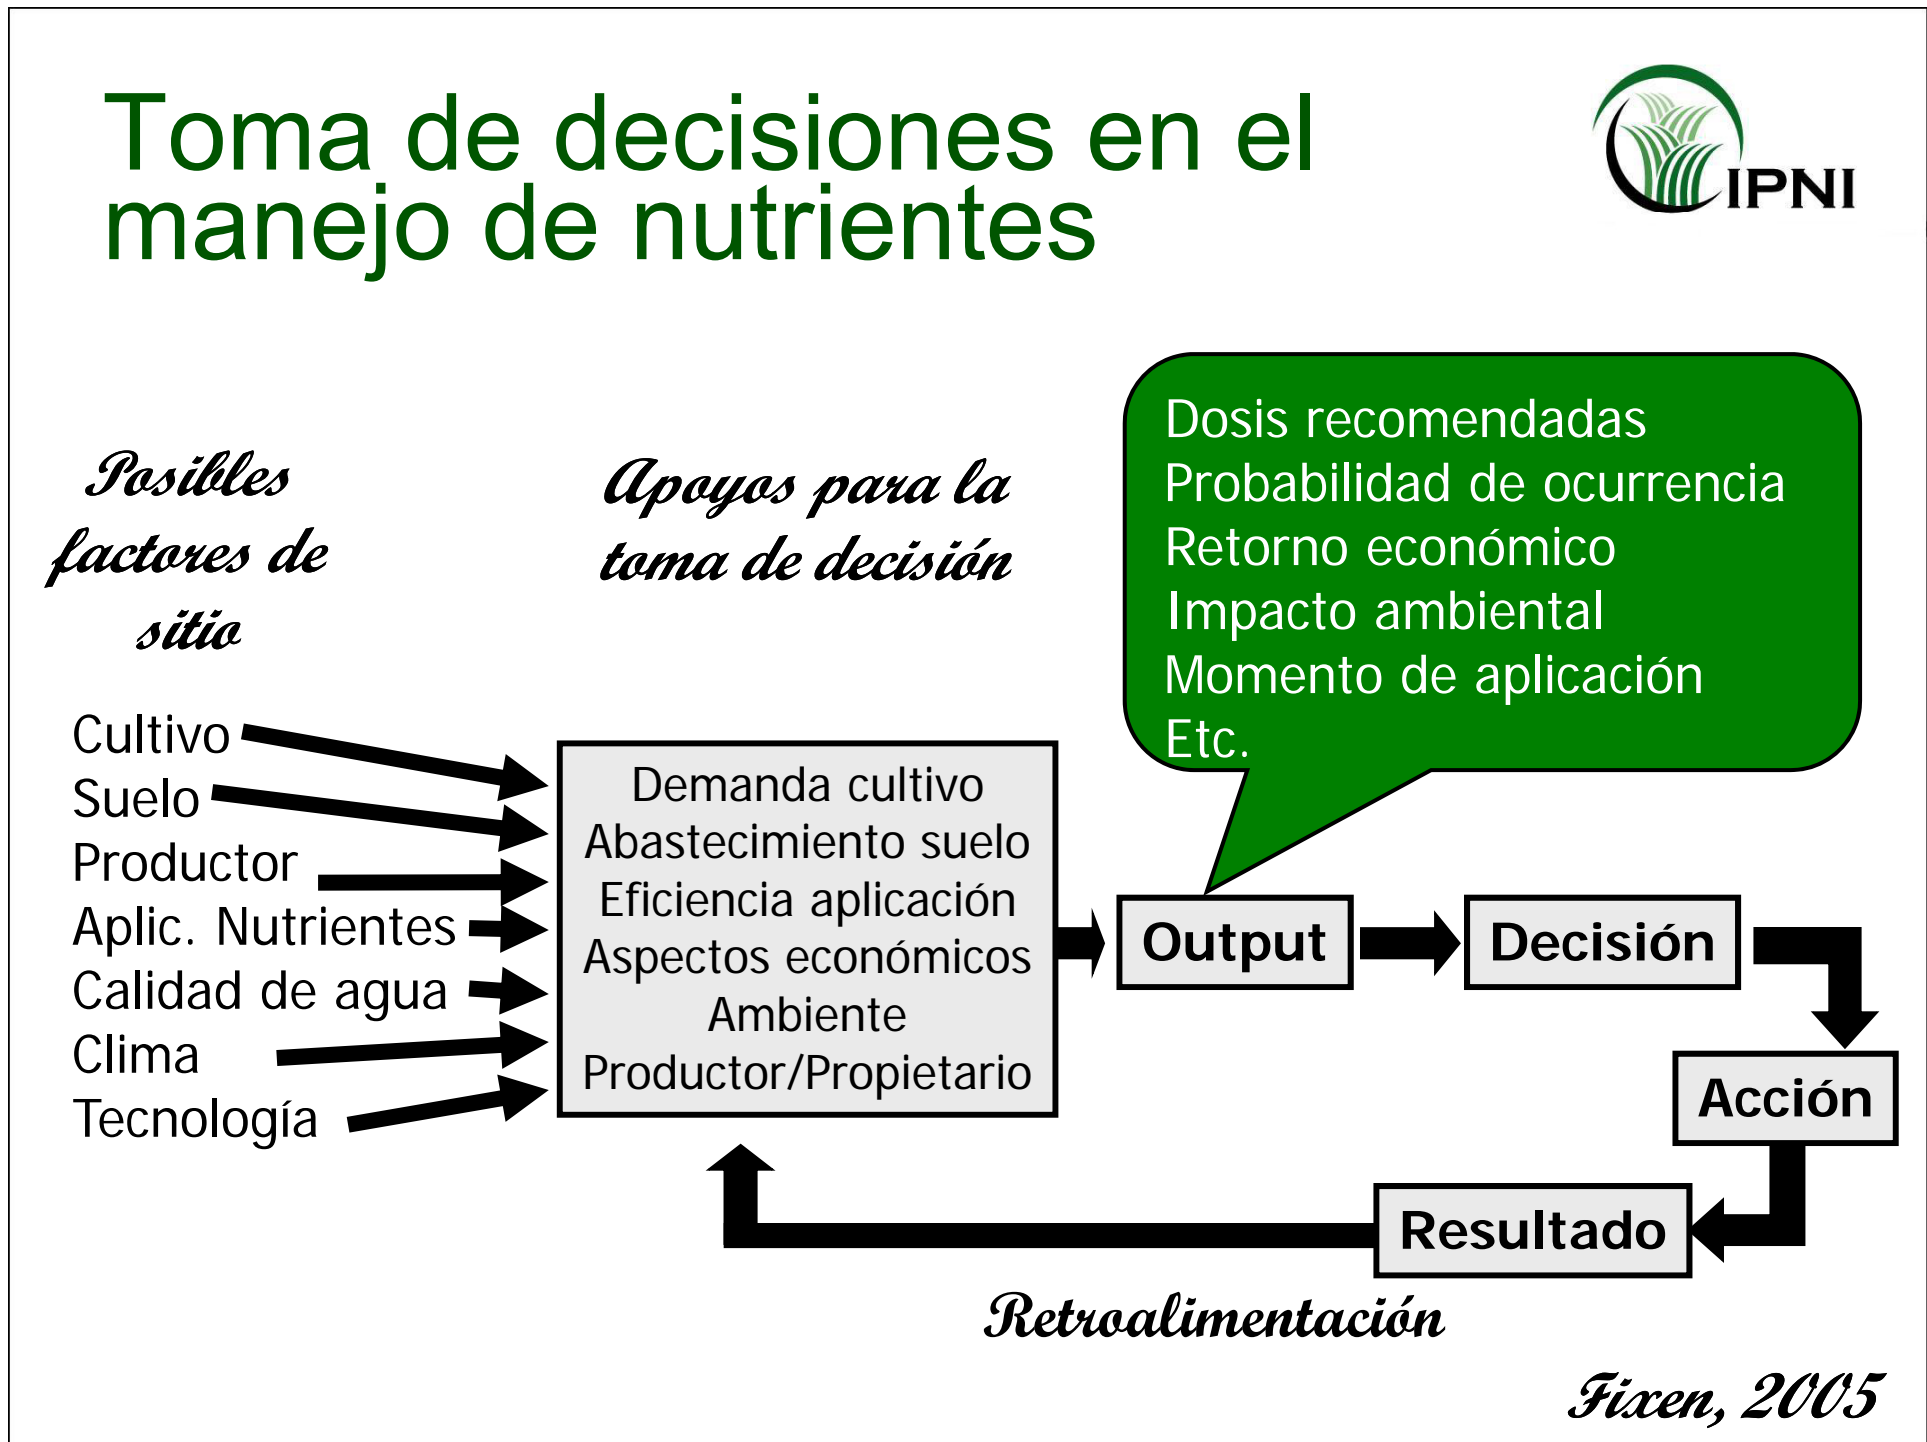 Toma de decisiones en el
manejo de nutrientes
IPNI
Posibles
factores de
sitio
Apoyos para la
toma de decisión
Dosis recomendadas
Probabilidad de ocurrencia
Retorno económico
Impacto ambiental
Momento de aplicación
Etc.
Cultivo
Suelo
Productor
Aplic. Nutrientes
Calidad de agua
Clima
Tecnología
Demanda cultivo
Abastecimiento suelo
Eficiencia aplicación
Aspectos económicos
Ambiente
Productor/Propietario
Output
Decisión
Acción
Resultado
Retroalimentación
Fixen, 2005